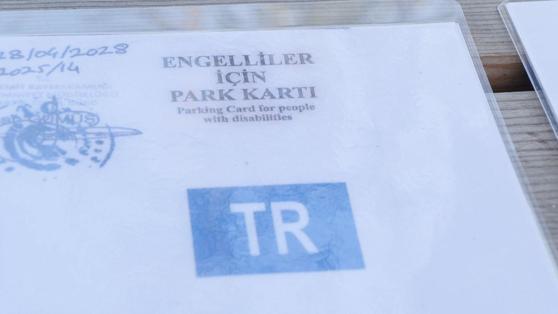 28/04/2028
2025/14
ENGELLİLER
İÇİN
PARK KARTI
Parking Card for people
with disabilities
TR